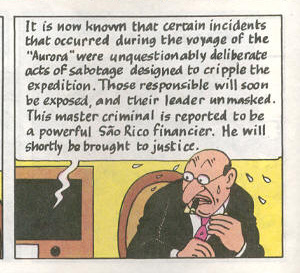 It is now known that certain incidents
that occurred during the voyage of the
"Aurora" were unquestionably deliberate
acts of sabotage designed to cripple the
expedition. Those responsible will soon
be exposed, and their leader unmasked.
This master criminal is reported to be
a powerful São Rico financier. He will
shortly be brought to justice.